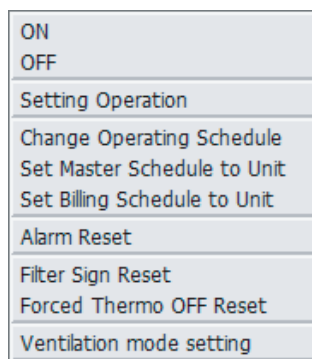 ON
OFF
Setting Operation
Change Operating Schedule
Set Master Schedule to Unit
Set Billing Schedule to Unit
Alarm Reset
Filter Sign Reset
Forced Thermo OFF Reset
Ventilation mode setting